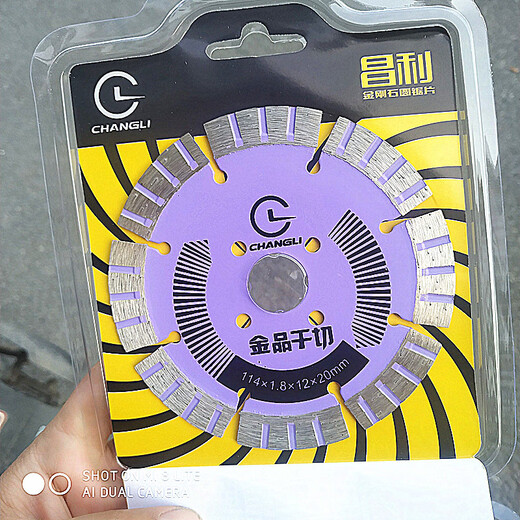 CHANGLI
昌利
金刚石圆锯片
CHANGLI
金品干切
114×1.8×12×20mm
SHOT ON MI 8 LITE
AI DUAL CAMERA